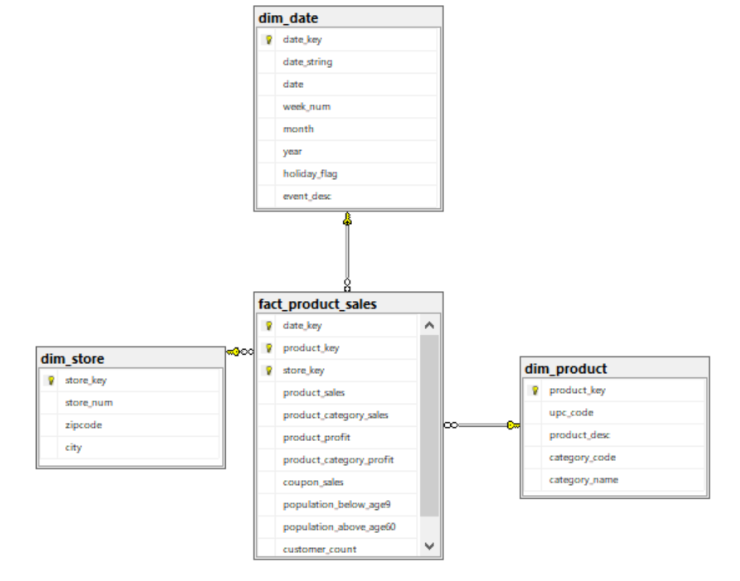 dim_date
date_key
date_string
date
week_num
month
year
holiday_flag
event_desc
fact_product_sales
date_key
product_key
store_key
product_sales
product_category_sales
product_profit
product_category_profit
coupon_sales
population_below_age9
population_above_age60
customer_count
dim_store
store_key
store_num
zipcode
city
dim_product
product_key
upc_code
product_desc
category_code
category_name